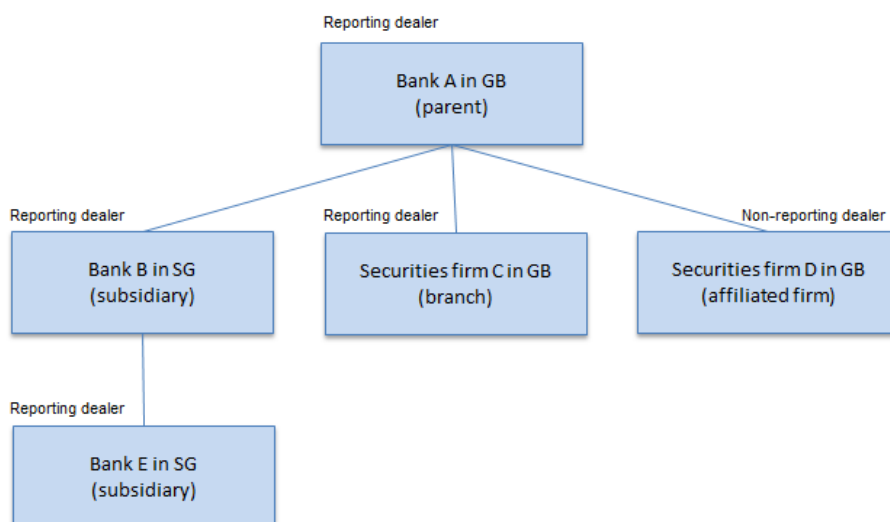 Reporting dealer
Bank A in GB
(parent)
Reporting dealer
Reporting dealer
Non-reporting dealer
Bank B in SG
(subsidiary)
Securities firm C in GB
(branch)
Securities firm D in GB
(affiliated firm)
Reporting dealer
Bank E in SG
(subsidiary)